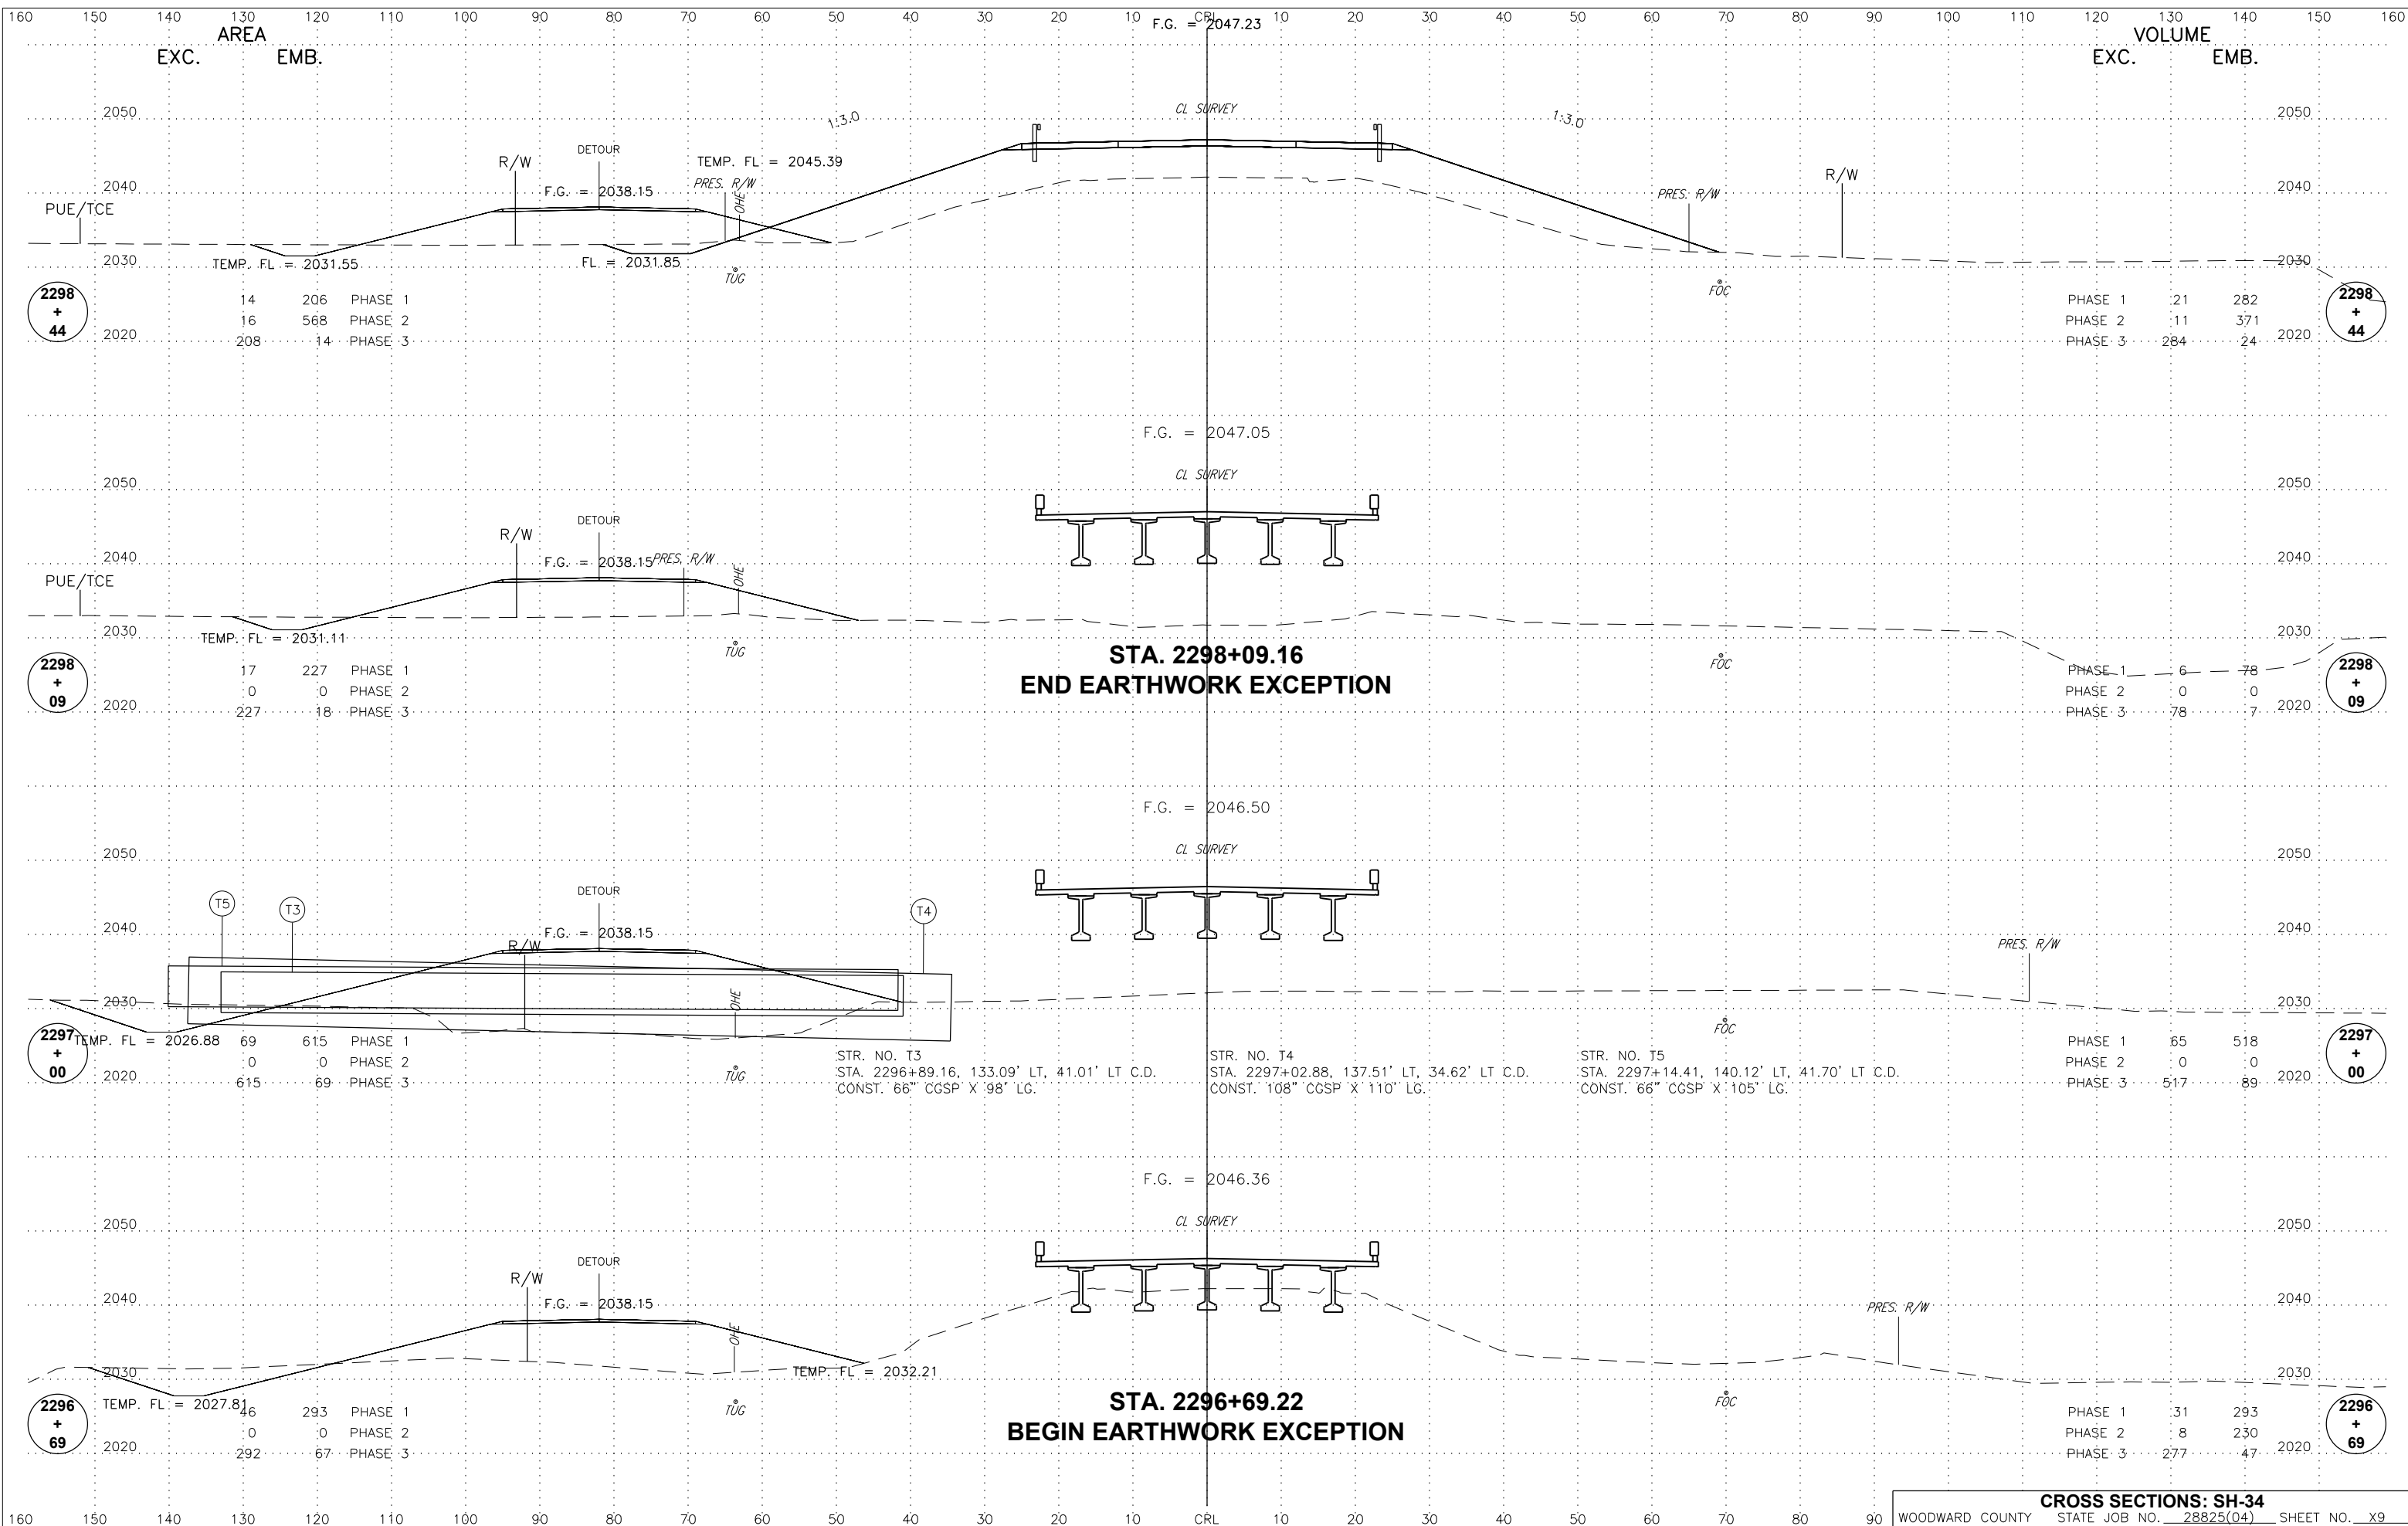 160 150 140 130 120 110 100 90 80 70 60 50 40 30 20 10 CRL 10 20 30 40 50 60 70 80 90 100 110 120 130 140 150 160
F.G. = 2047.23
AREA
EXC. EMB.
VOLUME
EXC. EMB.
2050
CL SURVEY
1:3.0
1:3.0
2050
R/W
DETOUR
TEMP. FL = 2045.39
PRES. R/W
F.G. = 2038.15
OHE
2040
PRES. R/W
R/W
2040
PUE/TCE
TEMP. FL = 2031.55
FL = 2031.85
2030
TUG
FOC
2030
2298
+
44
14 206 PHASE 1
16 568 PHASE 2
208 14 PHASE 3
2020
PHASE 1 21 282
PHASE 2 11 371
PHASE 3 284 24
2020
2298
+
44
F.G. = 2047.05
CL SURVEY
2050
2050
R/W
DETOUR
F.G. = 2038.15
PRES. R/W
OHE
2040
2040
PUE/TCE
2030
TEMP. FL = 2031.11
TUG
FOC
2030
STA. 2298+09.16
END EARTHWORK EXCEPTION
2298
+
09
17 227 PHASE 1
0 0 PHASE 2
227 18 PHASE 3
2020
PHASE 1 6 78
PHASE 2 0 0
PHASE 3 78 7
2020
2298
+
09
F.G. = 2046.50
CL SURVEY
2050
2050
T5
T3
DETOUR
T4
2040
F.G. = 2038.15
R/W
PRES. R/W
2040
2030
OHE
2030
TEMP. FL = 2026.88
TUG
FOC
2297
+
00
69 615 PHASE 1
0 0 PHASE 2
615 69 PHASE 3
2020
STR. NO. T3
STA. 2296+89.16, 133.09' LT, 41.01' LT C.D.
CONST. 66" CGSP X 98' LG.
STR. NO. T4
STA. 2297+02.88, 137.51' LT, 34.62' LT C.D.
CONST. 108" CGSP X 110' LG.
STR. NO. T5
STA. 2297+14.41, 140.12' LT, 41.70' LT C.D.
CONST. 66" CGSP X 105' LG.
PHASE 1 65 518
PHASE 2 0 0
PHASE 3 517 89
2020
2297
+
00
F.G. = 2046.36
CL SURVEY
2050
2050
R/W
DETOUR
F.G. = 2038.15
OHE
2040
PRES. R/W
2040
2030
TEMP. FL = 2032.21
2030
TEMP. FL = 2027.81
TUG
FOC
STA. 2296+69.22
BEGIN EARTHWORK EXCEPTION
2296
+
69
46 293 PHASE 1
0 0 PHASE 2
292 67 PHASE 3
2020
PHASE 1 31 293
PHASE 2 8 230
PHASE 3 277 47
2020
2296
+
69
160 150 140 130 120 110 100 90 80 70 60 50 40 30 20 10 CRL 10 20 30 40 50 60 70 80 90
CROSS SECTIONS: SH-34
WOODWARD COUNTY STATE JOB NO. 28825(04) SHEET NO. X9